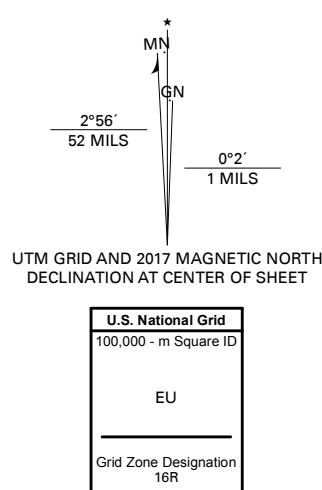 ★
MN
GN
2°56´
52 MILS
0°2´
1 MILS
UTM GRID AND 2017 MAGNETIC NORTH
DECLINATION AT CENTER OF SHEET
U.S. National Grid
100,000 - m Square ID
EU
Grid Zone Designation
16R